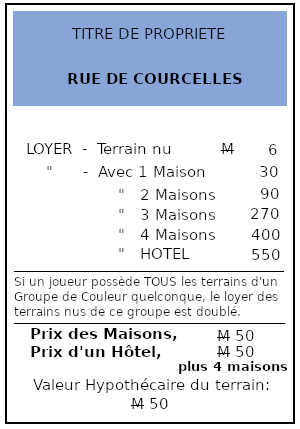 TITRE DE PROPRIETE
RUE DE COURCELLES
LOYER - Terrain nu M 6
" - Avec 1 Maison 30
" 2 Maisons 90
" 3 Maisons 270
" 4 Maisons 400
" HOTEL 550
Si un joueur possède TOUS les terrains d'un
Groupe de Couleur quelconque, le loyer des
terrains nus de ce groupe est doublé.
Prix des Maisons, M 50
Prix d'un Hôtel, M 50
plus 4 maisons
Valeur Hypothécaire du terrain:
M 50